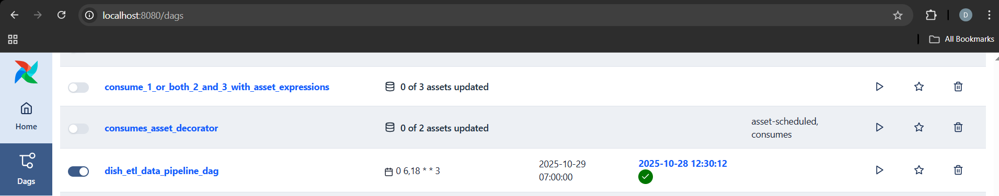 localhost:8080/dags
D
All Bookmarks
consume_1_or_both_2_and_3_with_asset_expressions
0 of 3 assets updated
Home
consumes_asset_decorator
0 of 2 assets updated
asset-scheduled,
consumes
Dags
dish_etl_data_pipeline_dag
0 6,18 * * 3
2025-10-29
07:00:00
2025-10-28 12:30:12